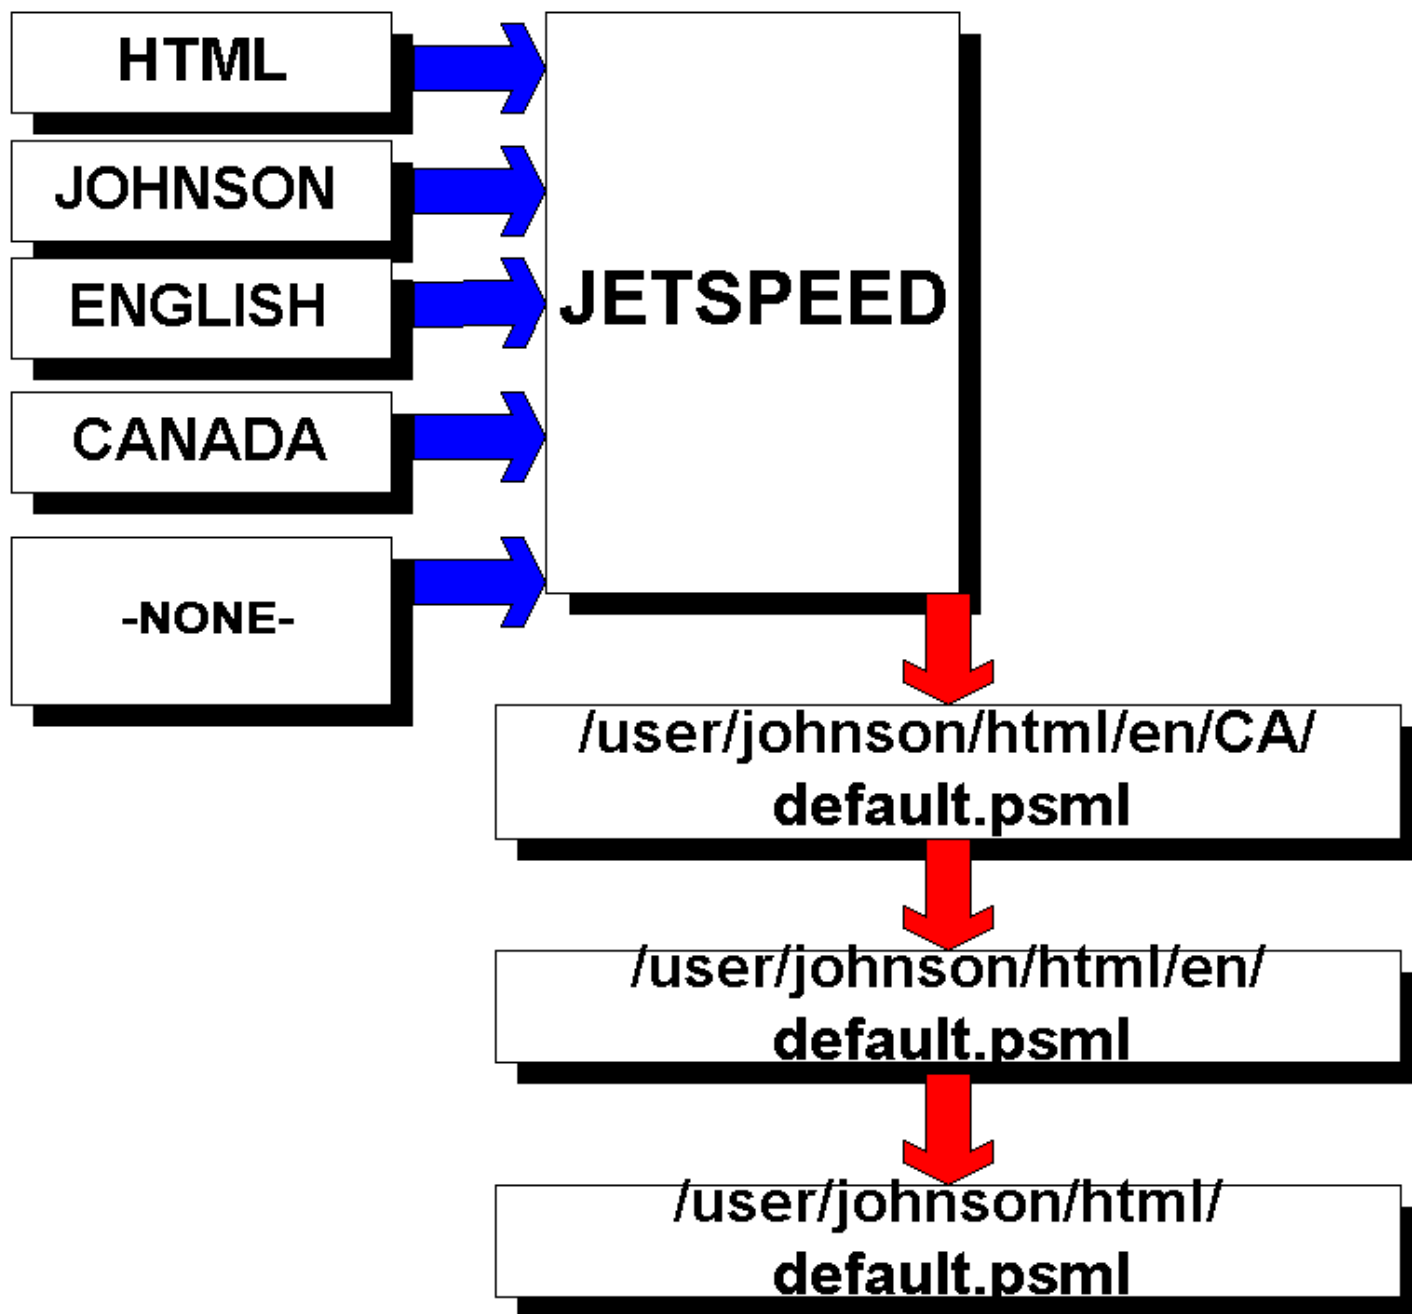 HTML
JOHNSON
ENGLISH
CANADA
-NONE-
JETSPEED
/user/johnson/html/en/CA/
default.psml
/user/johnson/html/en/
default.psml
/user/johnson/html/
default.psml